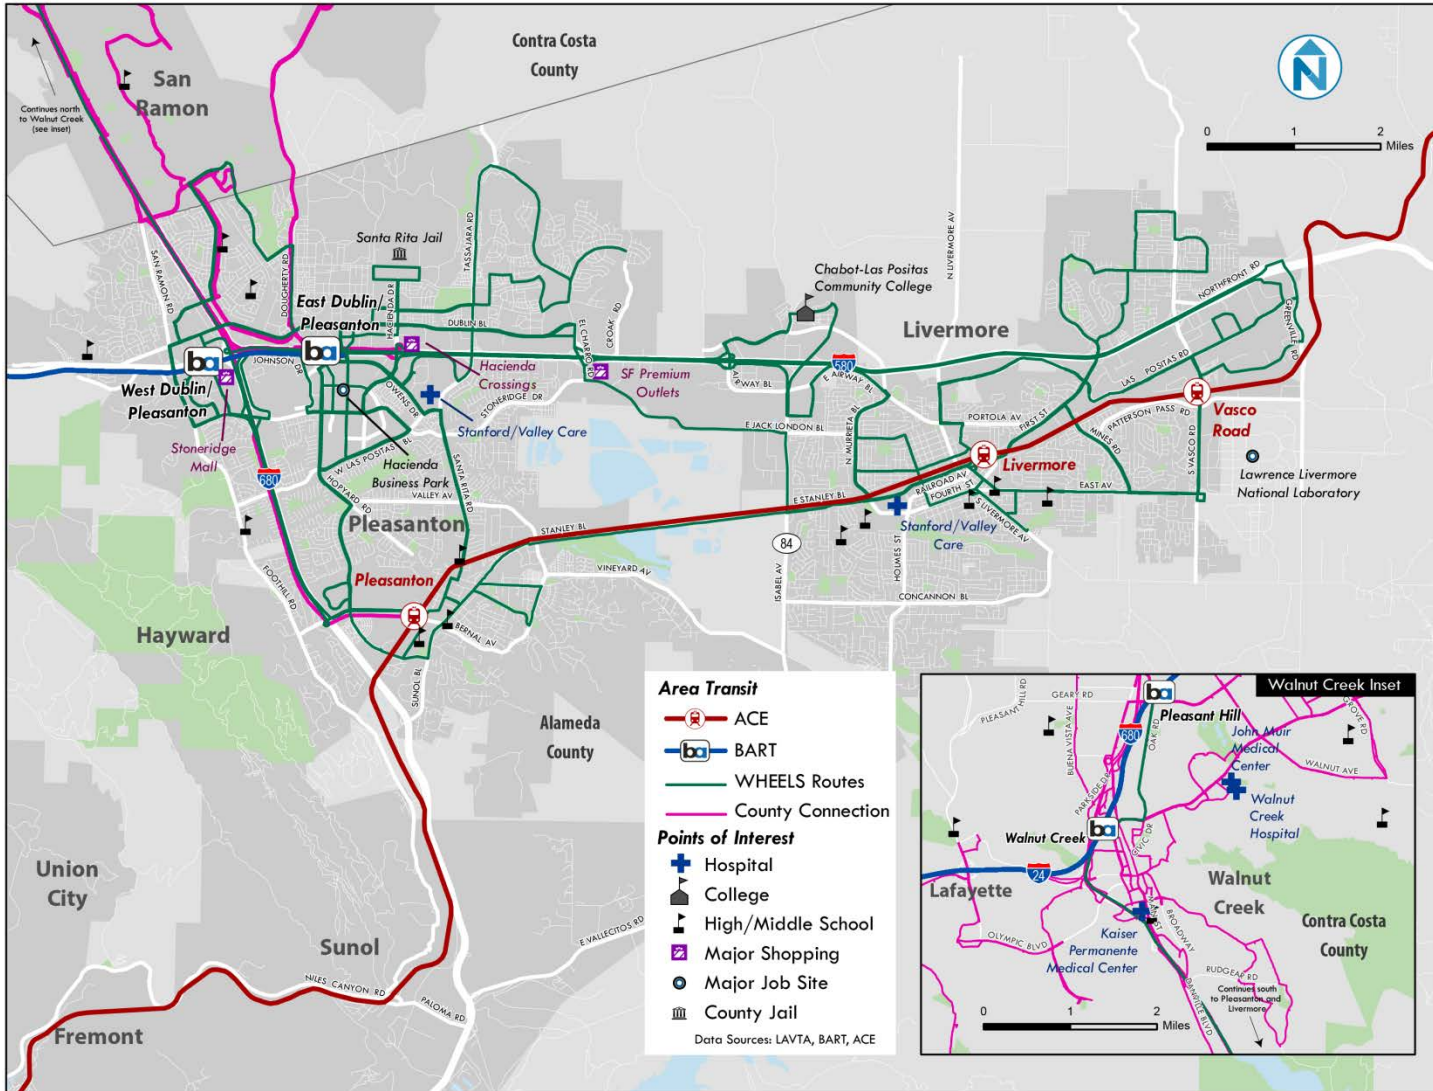 Contra Costa
County
San
Ramon
Continues north
to Walnut Creek
(see inset)
N
0 1 2
Miles
SAN RAMON RD
DOUGHERTY RD
Santa Rita Jail
TASSAJARA RD
HACIENDA DR
N LIVERMORE AV
Chabot-Las Positas
Community College
Livermore
NORTHFRONT RD
GREENVILLE RD
East Dublin/
Pleasanton
ba
DUBLIN BL
EL CHARRO RD
CROAK RD
ba
JOHNSON DR
West Dublin/
Pleasanton
Hacienda
Crossings
SF Premium
Outlets
AIRWAY BL
680
E AIRWAY BL
LAS POSITAS RD
OWENS DR
STONERIDGE DR
Stanford/Valley Care
Stoneridge
Mall
E JACK LONDON BL
N MURRIETA BL
PORTOLA AV
FIRST ST
PATTERSON PASS RD
Vasco
Road
MINES RD
S VASCO RD
680
W LAS POSITAS BL
Hacienda
Business Park
SANTA RITA RD
HOPYARD RD
VALLEY AV
Pleasanton
Livermore
Lawrence Livermore
National Laboratory
RAILROAD AV
FOURTH ST
EAST AV
E STANLEY BL
S LIVERMORE AV
Stanford/Valley
Care
STANLEY BL
84
HOLMES ST
Pleasanton
VINEYARD AV
ISABEL AV
CONCANNON BL
FOOTHILL RD
Hayward
BERNAL AV
SUNOL BL
Alameda
County
Union
City
Sunol
E VALLECITOS RD
NILES CANYON RD
PALOMA RD
Fremont
Area Transit
ACE
ba BART
WHEELS Routes
County Connection
Points of Interest
Hospital
College
High/Middle School
Major Shopping
Major Job Site
County Jail
Data Sources: LAVTA, BART, ACE
Walnut Creek Inset
PLEASANT HILL RD
GEARY RD
BUENA VISTA AVE
ba
Pleasant Hill
680
OAK RD
John Muir
Medical
Center
GROVE RD
WALNUT AVE
PARKSIDE DR
Walnut
Creek
Hospital
Walnut Creek
ba
CIVIC DR
24
Lafayette
Walnut
Creek
MAIN ST
BROADWAY
Contra Costa
County
OLYMPIC BLVD
Kaiser
Permanente
Medical Center
RUDGEAR RD
DANVILLE BLVD
Continues south
to Pleasanton and
Livermore
0 1 2
Miles